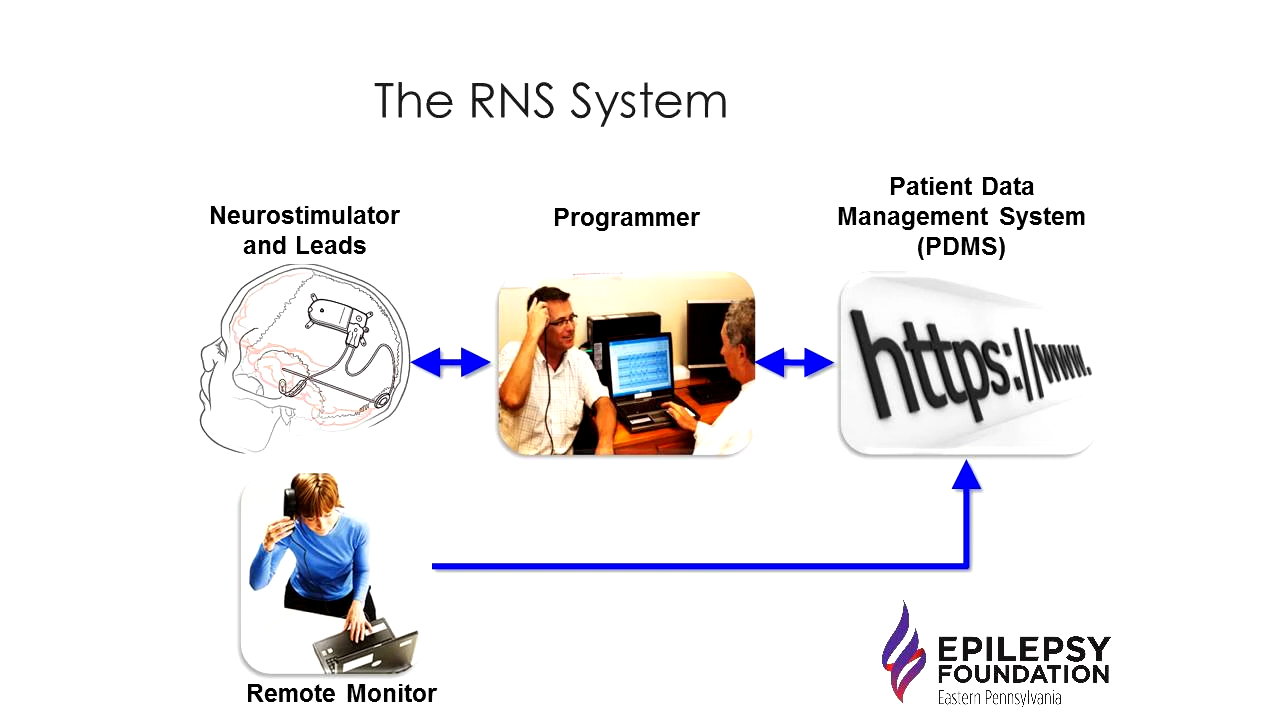 The RNS System
Neurostimulator
and Leads
Programmer
Patient Data
Management System
(PDMS)
https://www.
Remote Monitor
EPILEPSY
FOUNDATION
Eastern Pennsylvania